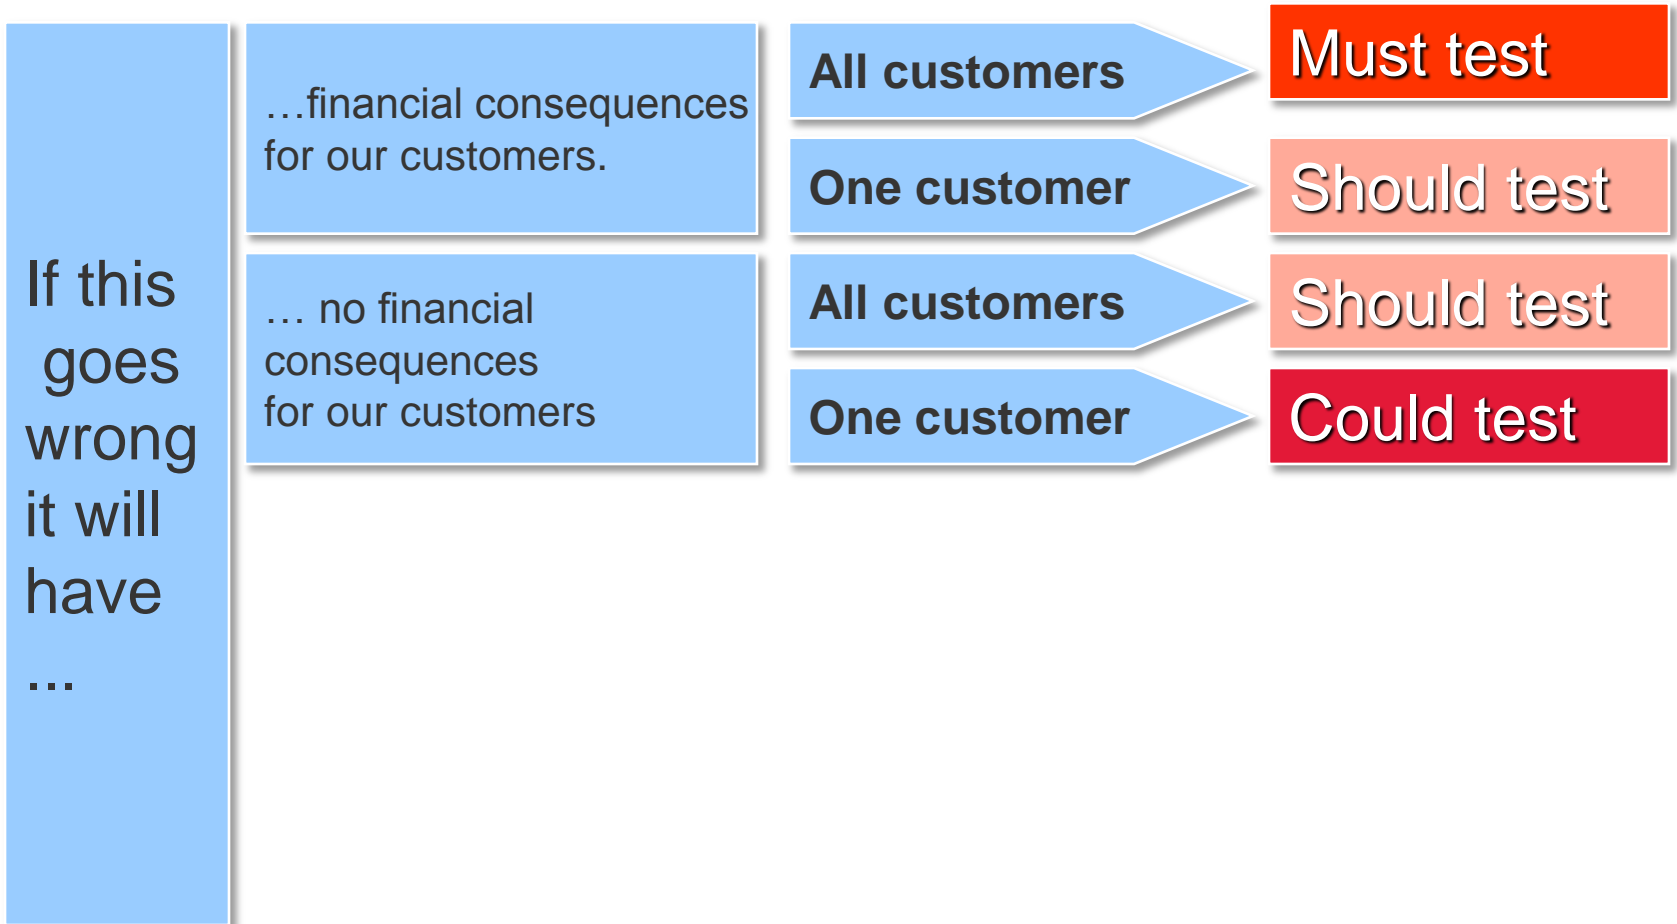 If this
goes
wrong
it will
have
...
…financial consequences
for our customers.
All customers
Must test
One customer
Should test
… no financial
consequences
for our customers
All customers
Should test
One customer
Could test